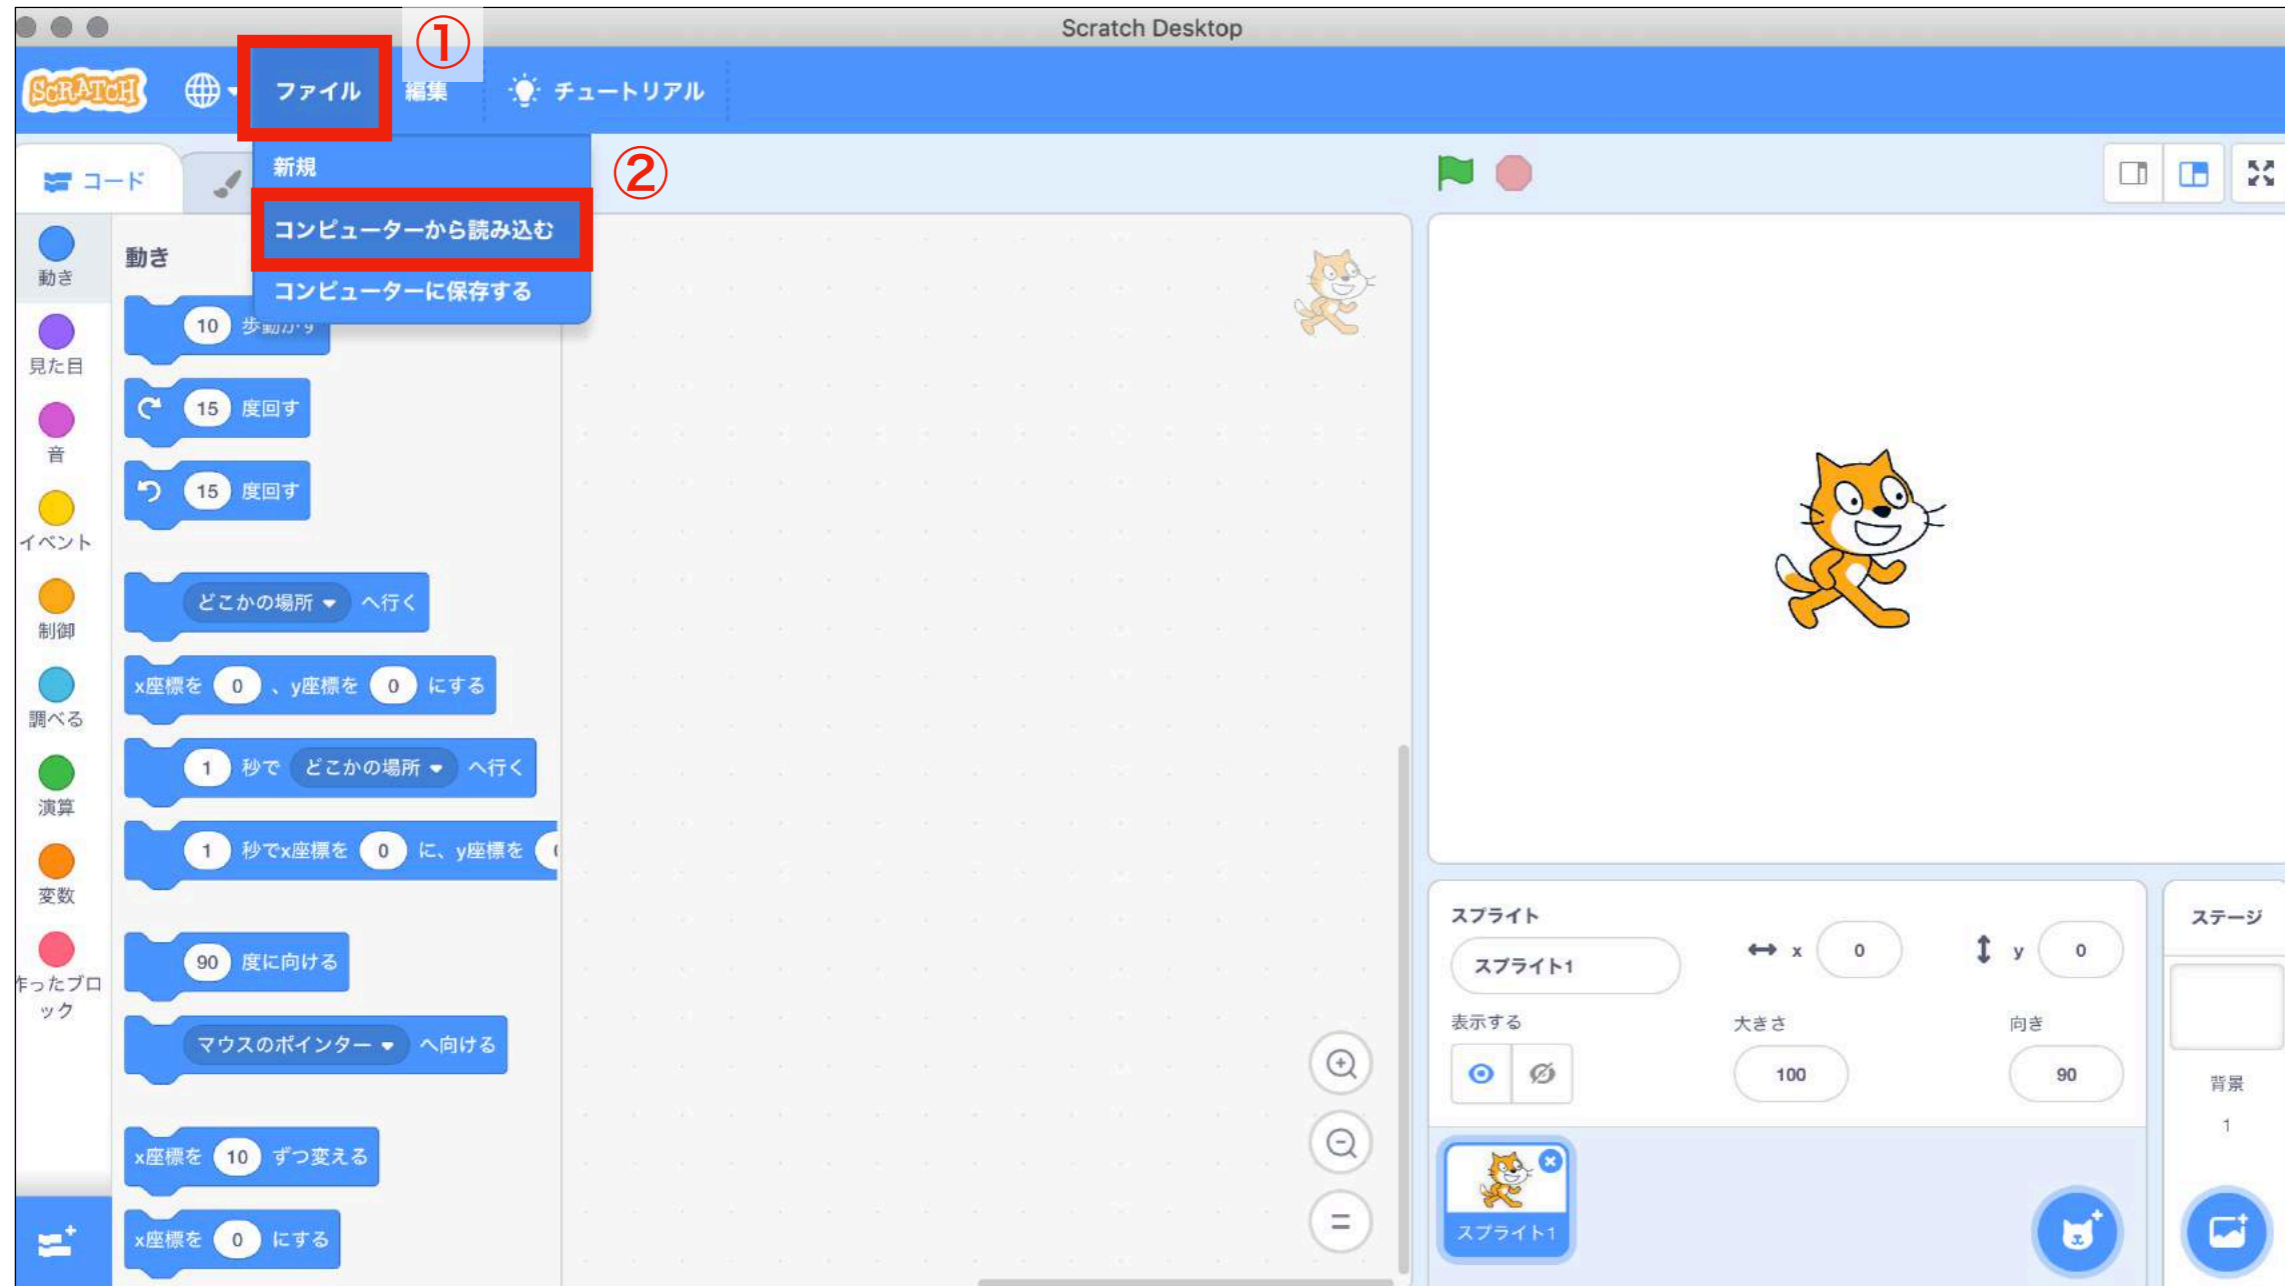 Scratch Desktop
①
SCRATCH
ファイル
編集
チュートリアル
新規
②
コンピューターから読み込む
コンピューターに保存する
コード
動き
見た目
音
イベント
制御
調べる
演算
変数
作ったブロ
ック
動き
10 歩動かす
15 度回す
15 度回す
どこかの場所 へ行く
x座標を 0 、y座標を 0 にする
1 秒で どこかの場所 へ行く
1 秒でx座標を 0 に、y座標を
90 度に向ける
マウスのポインター へ向ける
x座標を 10 ずつ変える
x座標を 0 にする
スプライト
スプライト1
x 0
y 0
表示する
大きさ
100
向き
90
スプライト1
ステージ
背景
1